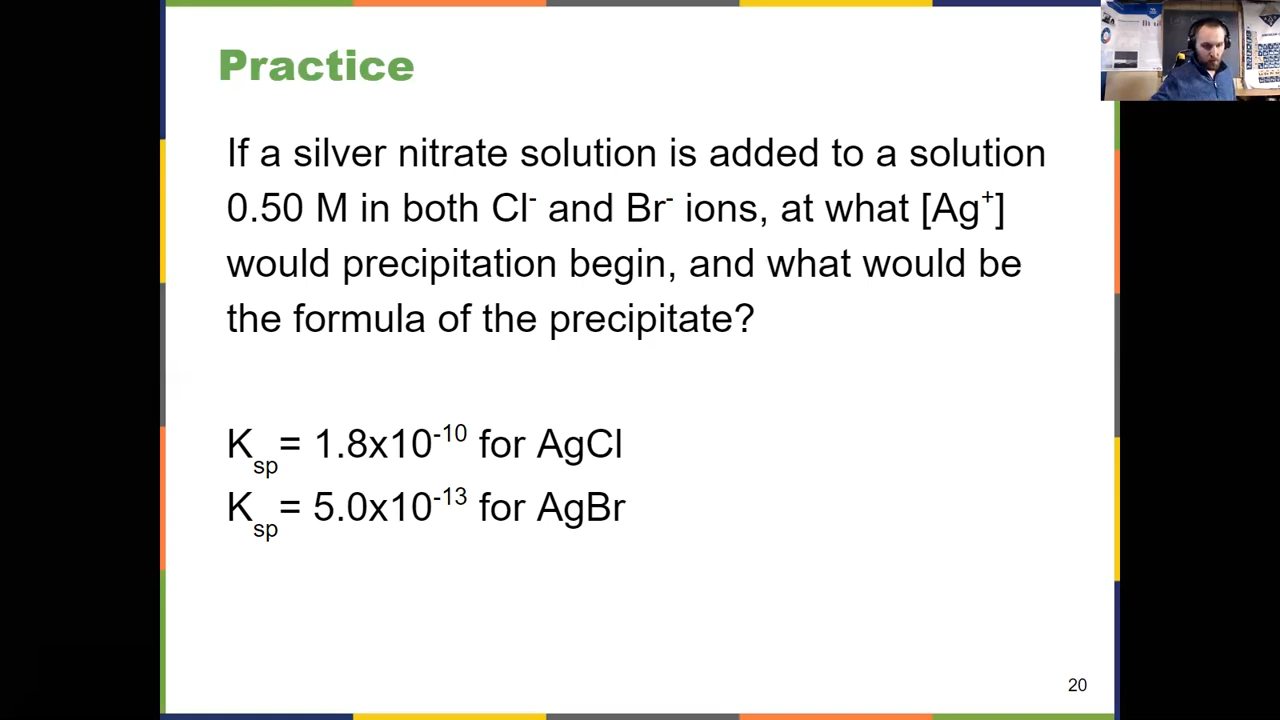 Practice
If a silver nitrate solution is added to a solution
0.50 M in both Cl⁻ and Br⁻ ions, at what [Ag⁺]
would precipitation begin, and what would be
the formula of the precipitate?
Kₛₚ= 1.8x10⁻¹⁰ for AgCl
Kₛₚ= 5.0x10⁻¹³ for AgBr
20